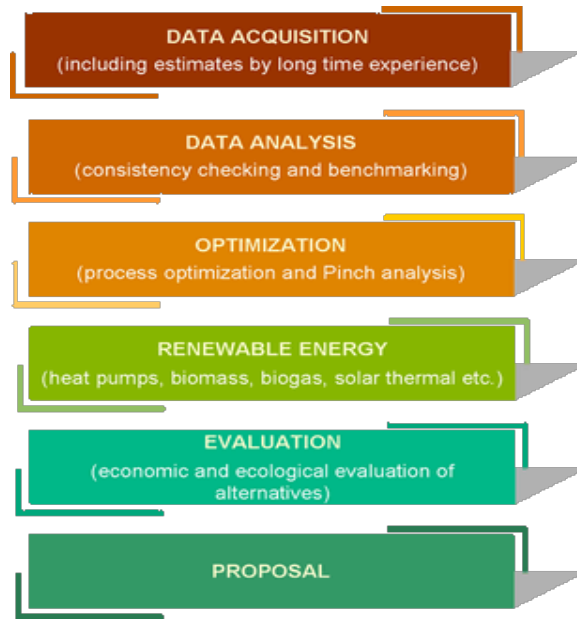 DATA ACQUISITION
(including estimates by long time experience)
DATA ANALYSIS
(consistency checking and benchmarking)
OPTIMIZATION
(process optimization and Pinch analysis)
RENEWABLE ENERGY
(heat pumps, biomass, biogas, solar thermal etc.)
EVALUATION
(economic and ecological evaluation of
alternatives)
PROPOSAL